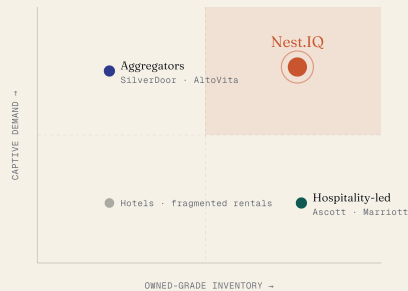 Nest.IQ
Aggregators
SilverDoor · AltoVita
CAPTIVE DEMAND →
Hotels · fragmented rentals
Hospitality-led
Ascott · Marriott
OWNED-GRADE INVENTORY →